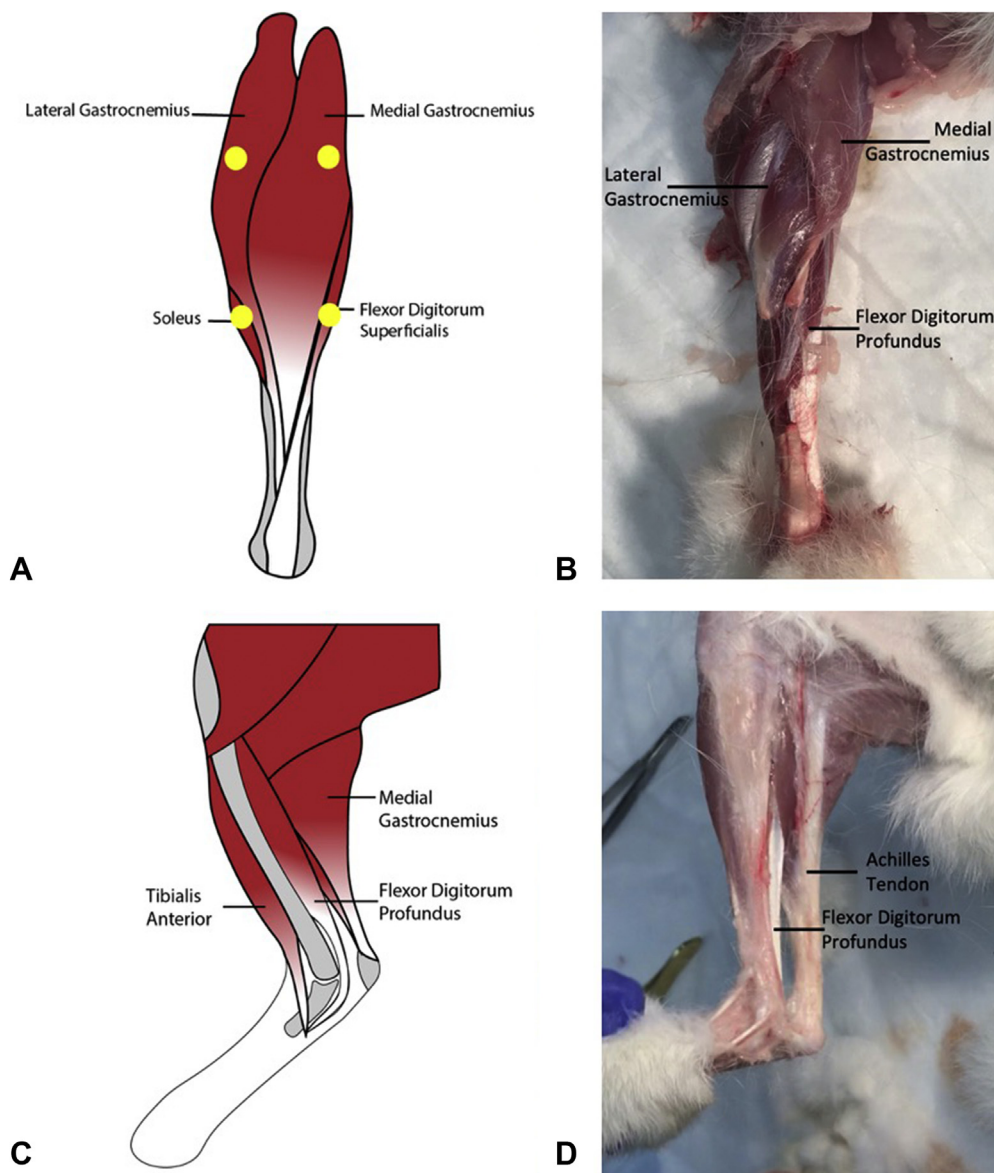 A
Lateral Gastrocnemius
Medial Gastrocnemius
Soleus
Flexor Digitorum
Superficialis
B
Medial
Gastrocnemius
Lateral
Gastrocnemius
Flexor Digitorum
Profundus
C
Medial
Gastrocnemius
Tibialis
Anterior
Flexor Digitorum
Profundus
D
Achilles
Tendon
Flexor Digitorum
Profundus